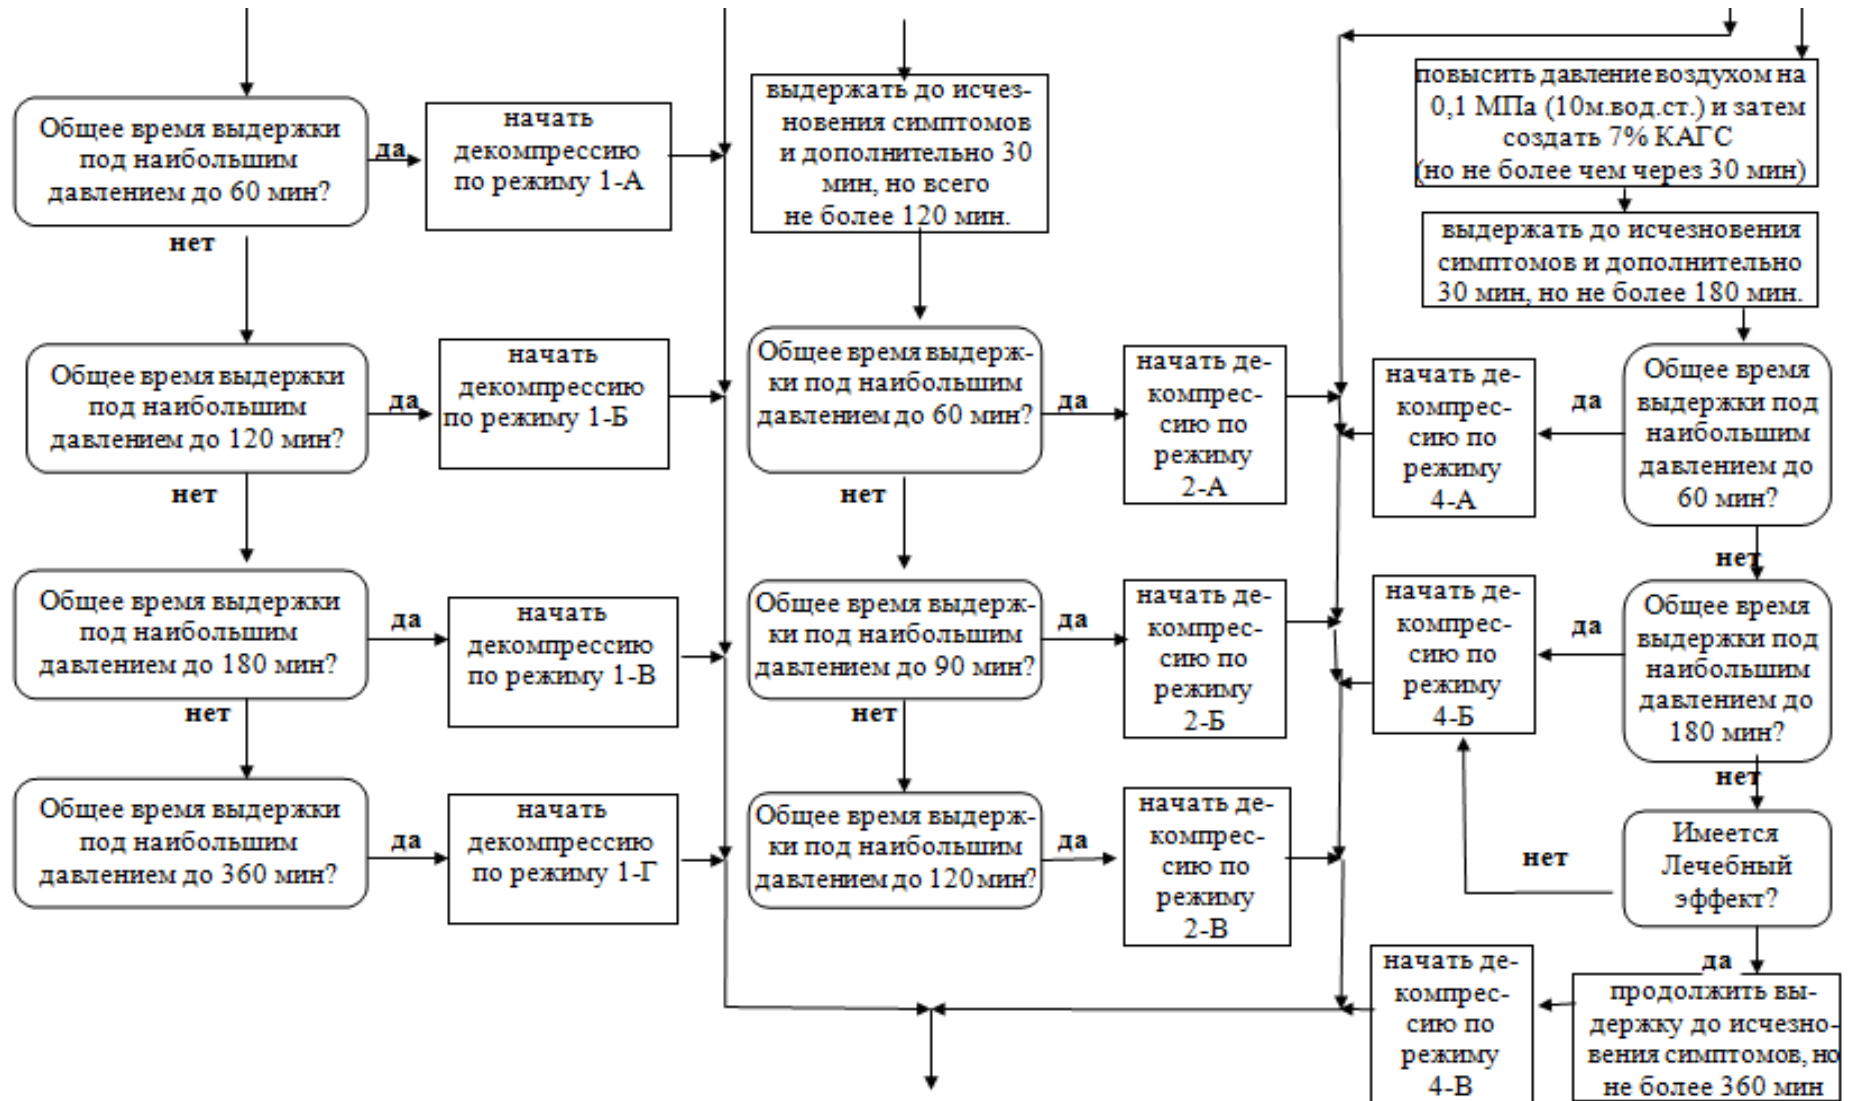 Общее время выдержки
под наибольшим
давлением до 60 мин?
да
начать
декомпрессию
по режиму 1-А
нет
Общее время выдержки
под наибольшим
давлением до 120 мин?
да
начать
декомпрессию
по режиму 1-Б
нет
Общее время выдержки
под наибольшим
давлением до 180 мин?
да
начать
декомпрессию
по режиму 1-В
нет
Общее время выдержки
под наибольшим
давлением до 360 мин?
да
начать
декомпрессию
по режиму 1-Г
выдержать до исчез-
новения симптомов
и дополнительно 30
мин, но всего
не более 120 мин.
Общее время выдерж-
ки под наибольшим
давлением до 60 мин?
да
начать де-
компрес-
сию по
режиму
2-А
нет
Общее время выдерж-
ки под наибольшим
давлением до 90 мин?
да
начать де-
компрес-
сию по
режиму
2-Б
нет
Общее время выдерж-
ки под наибольшим
давлением до 120 мин?
да
начать де-
компрес-
сию по
режиму
2-В
повысить давление воздухом на
0,1 МПа (10м.вод.ст.) и затем
создать 7% КАГС
(но не более чем через 30 мин)
выдержать до исчезновения
симптомов и дополнительно
30 мин, но не более 180 мин.
Общее время
выдержки под
наибольшим
давлением до
60 мин?
да
начать де-
компрес-
сию по
режиму
4-А
нет
Общее время
выдержки под
наибольшим
давлением до
180 мин?
да
начать де-
компрес-
сию по
режиму
4-Б
нет
Имеется
Лечебный
эффект?
нет
да
продолжить вы-
держку до исчезно-
вения симптомов, но
не более 360 мин
начать де-
компрес-
сию по
режиму
4-В